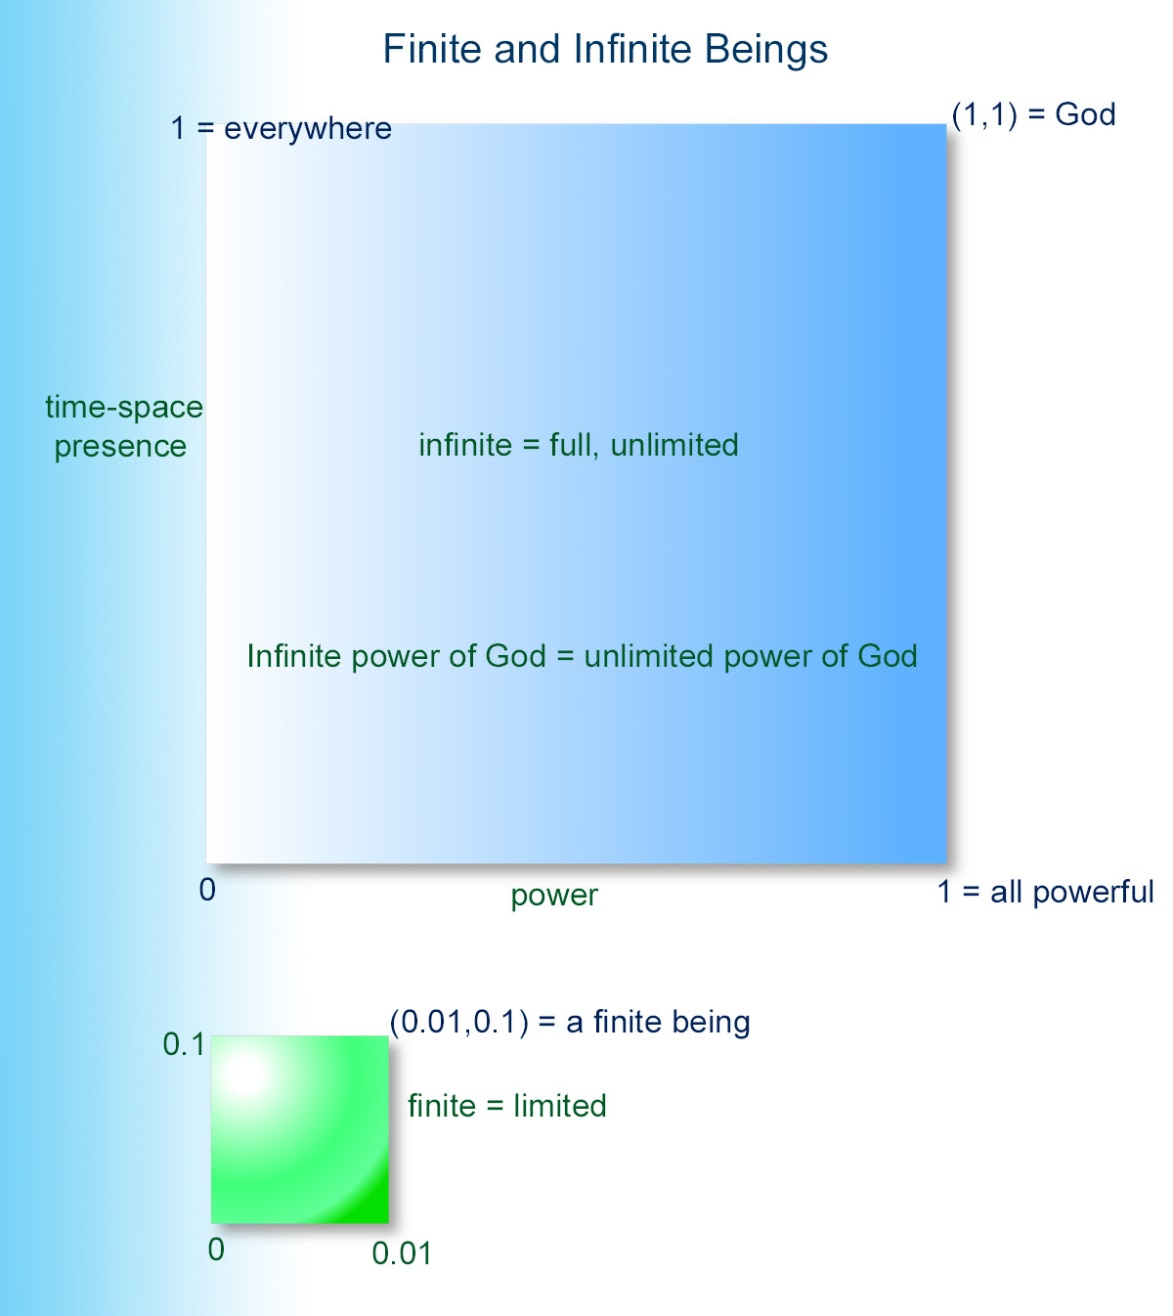 Finite and Infinite Beings
1 = everywhere
(1,1) = God
time-space
presence
infinite = full, unlimited
Infinite power of God = unlimited power of God
0
power
1 = all powerful
(0.01,0.1) = a finite being
0.1
finite = limited
0
0.01